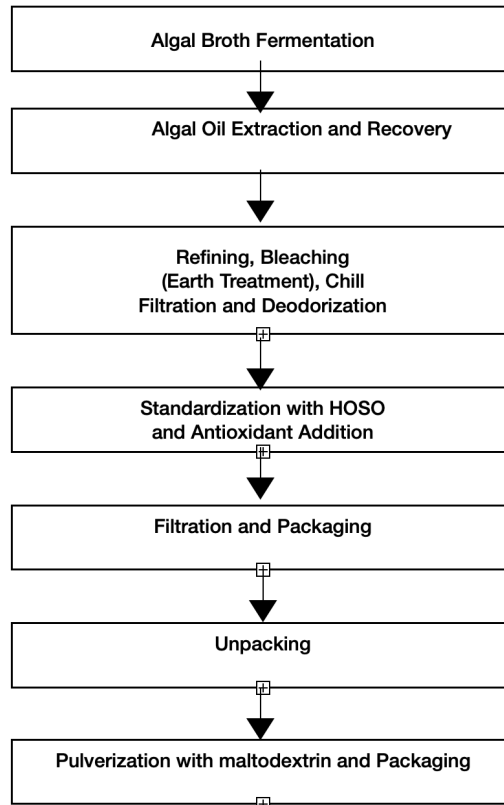 Algal Broth Fermentation
Algal Oil Extraction and Recovery
Refining, Bleaching
(Earth Treatment), Chill
Filtration and Deodorization
Standardization with HOSO
and Antioxidant Addition
Filtration and Packaging
Unpacking
Pulverization with maltodextrin and Packaging